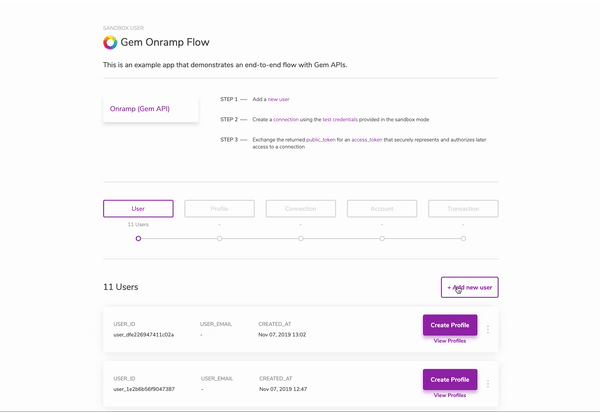 SANDBOX USER
Gem Onramp Flow
This is an example app that demonstrates an end-to-end flow with Gem APIs.
Onramp (Gem API)
STEP 1 — Add a new user
STEP 2 — Create a connection using the test credentials provided in the sandbox mode
STEP 3 — Exchange the returned public_token for an access_token that securely represents and authorizes later
access to a connection
User Profile Connection Account Transaction
11 Users - - - -
11 Users
+ Add new user
USER_ID USER_EMAIL CREATED_AT
user_dfe226947411c02a - Nov 07, 2019 13:02
Create Profile
View Profiles
USER_ID USER_EMAIL CREATED_AT
user_1e2b6b56f9047387 - Nov 07, 2019 12:47
Create Profile
View Profiles